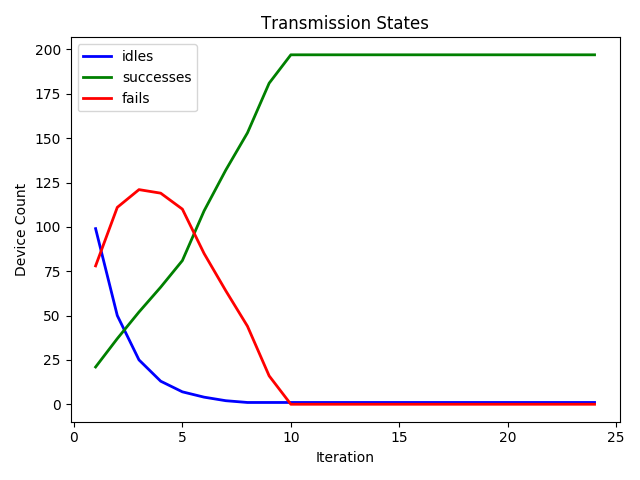 Transmission States
idles
successes
fails
Device Count
200
175
150
125
100
75
50
25
0
0 5 10 15 20 25
Iteration